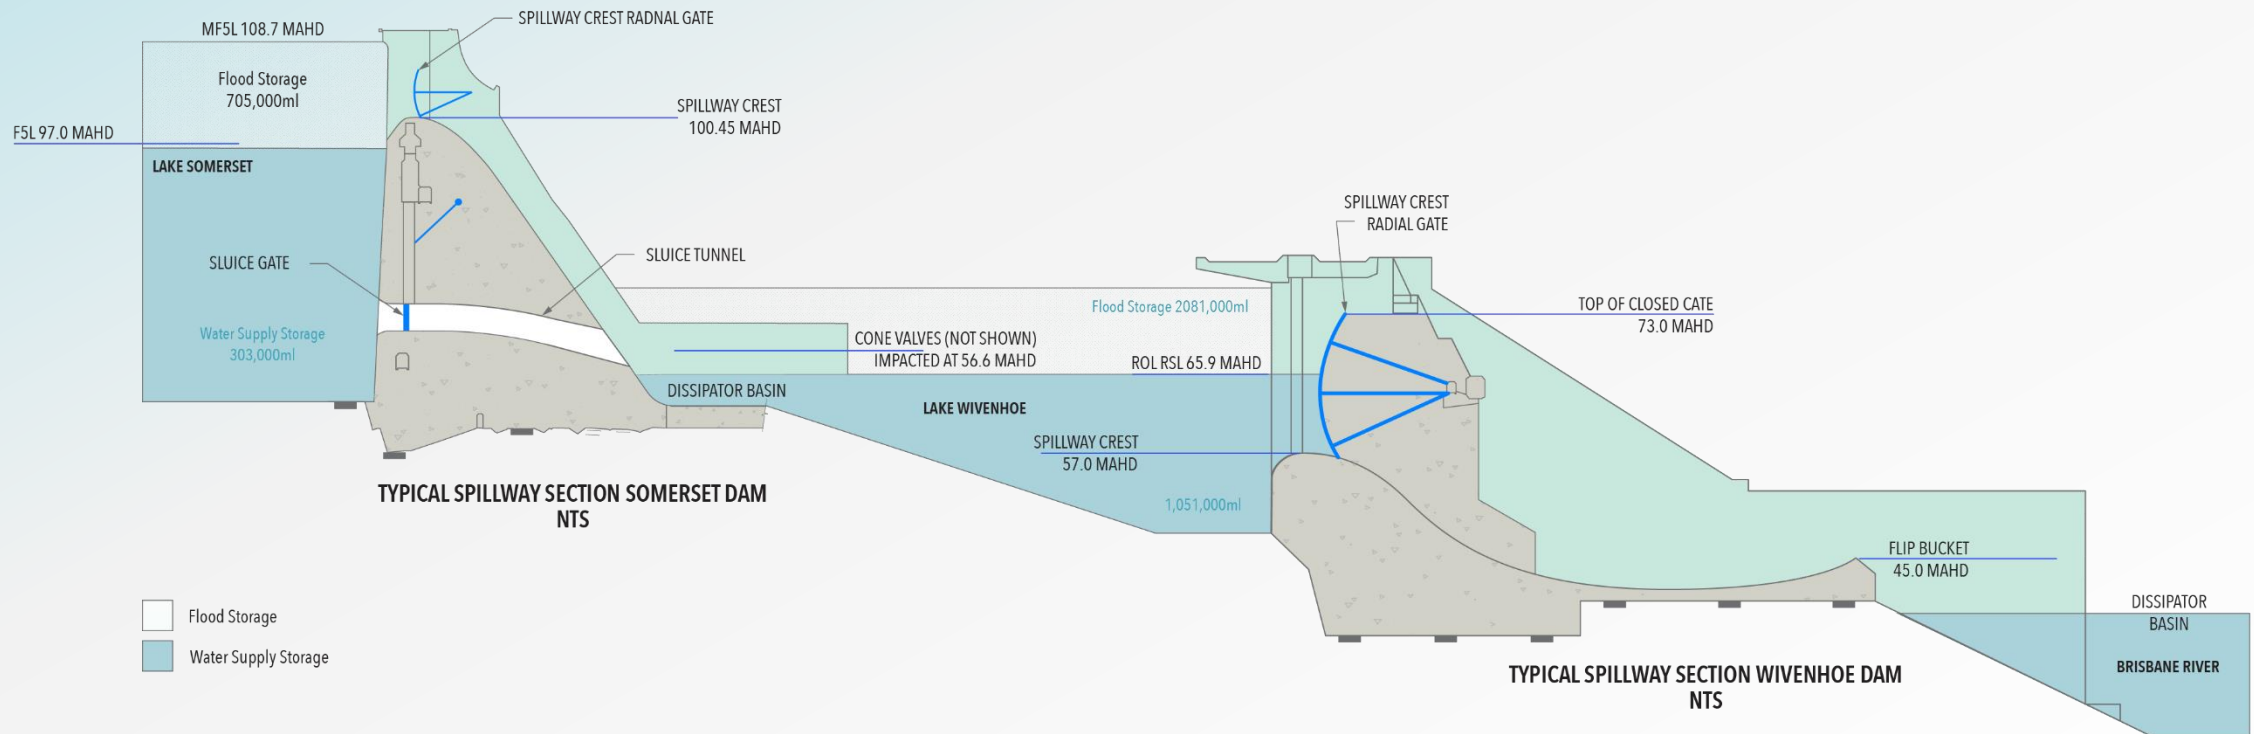 SPILLWAY CREST RADNAL GATE
MF5L 108.7 MAHD
Flood Storage
705,000ml
SPILLWAY CREST
100.45 MAHD
F5L 97.0 MAHD
LAKE SOMERSET
SLUICE GATE
SLUICE TUNNEL
Water Supply Storage
303,000ml
SPILLWAY CREST
RADIAL GATE
Flood Storage 2081,000ml
TOP OF CLOSED CATE
73.0 MAHD
CONE VALVES (NOT SHOWN)
IMPACTED AT 56.6 MAHD
ROL RSL 65.9 MAHD
DISSIPATOR BASIN
LAKE WIVENHOE
SPILLWAY CREST
57.0 MAHD
1,051,000ml
TYPICAL SPILLWAY SECTION SOMERSET DAM
NTS
FLIP BUCKET
45.0 MAHD
DISSIPATOR
BASIN
BRISBANE RIVER
TYPICAL SPILLWAY SECTION WIVENHOE DAM
NTS
Flood Storage
Water Supply Storage